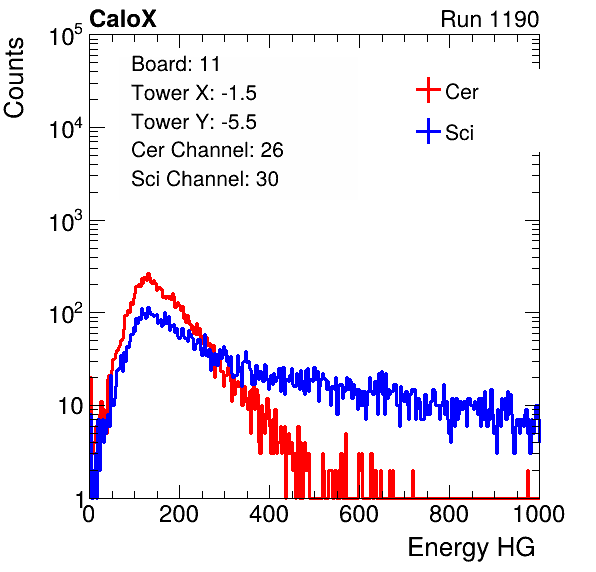 CaloX Run 1190
Counts
Board: 11
Tower X: -1.5
Tower Y: -5.5
Cer Channel: 26
Sci Channel: 30
Cer
Sci
10^5
10^4
10^3
10^2
10
1
0 200 400 600 800 1000
Energy HG